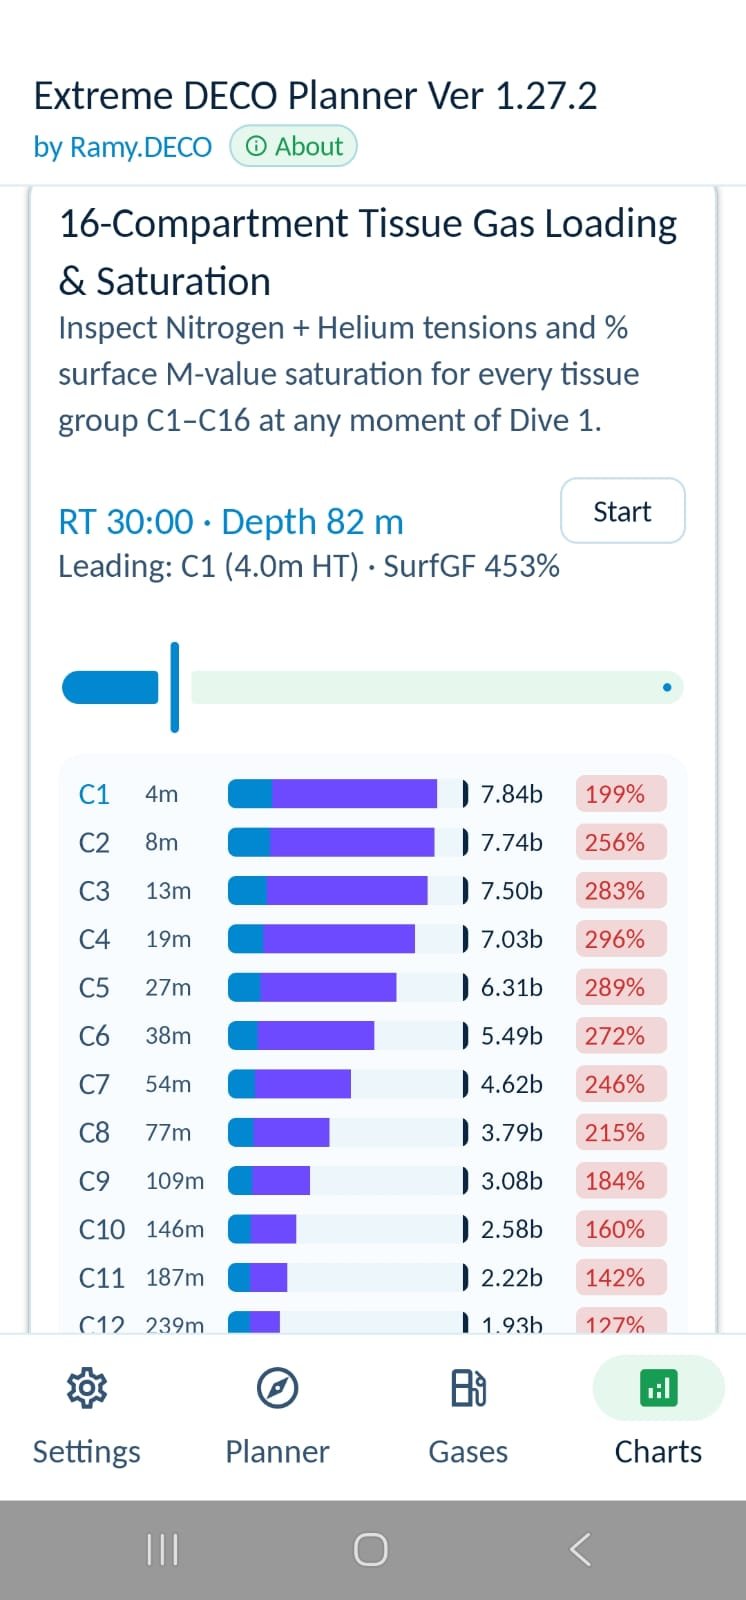 Extreme DECO Planner Ver 1.27.2
by Ramy.DECO
About
16-Compartment Tissue Gas Loading
& Saturation
Inspect Nitrogen + Helium tensions and %
surface M-value saturation for every tissue
group C1–C16 at any moment of Dive 1.
RT 30:00 · Depth 82 m
Start
Leading: C1 (4.0m HT) · SurfGF 453%
C1 4m 7.84b 199%
C2 8m 7.74b 256%
C3 13m 7.50b 283%
C4 19m 7.03b 296%
C5 27m 6.31b 289%
C6 38m 5.49b 272%
C7 54m 4.62b 246%
C8 77m 3.79b 215%
C9 109m 3.08b 184%
C10 146m 2.58b 160%
C11 187m 2.22b 142%
C12 239m 1.93b 127%
Settings Planner Gases Charts